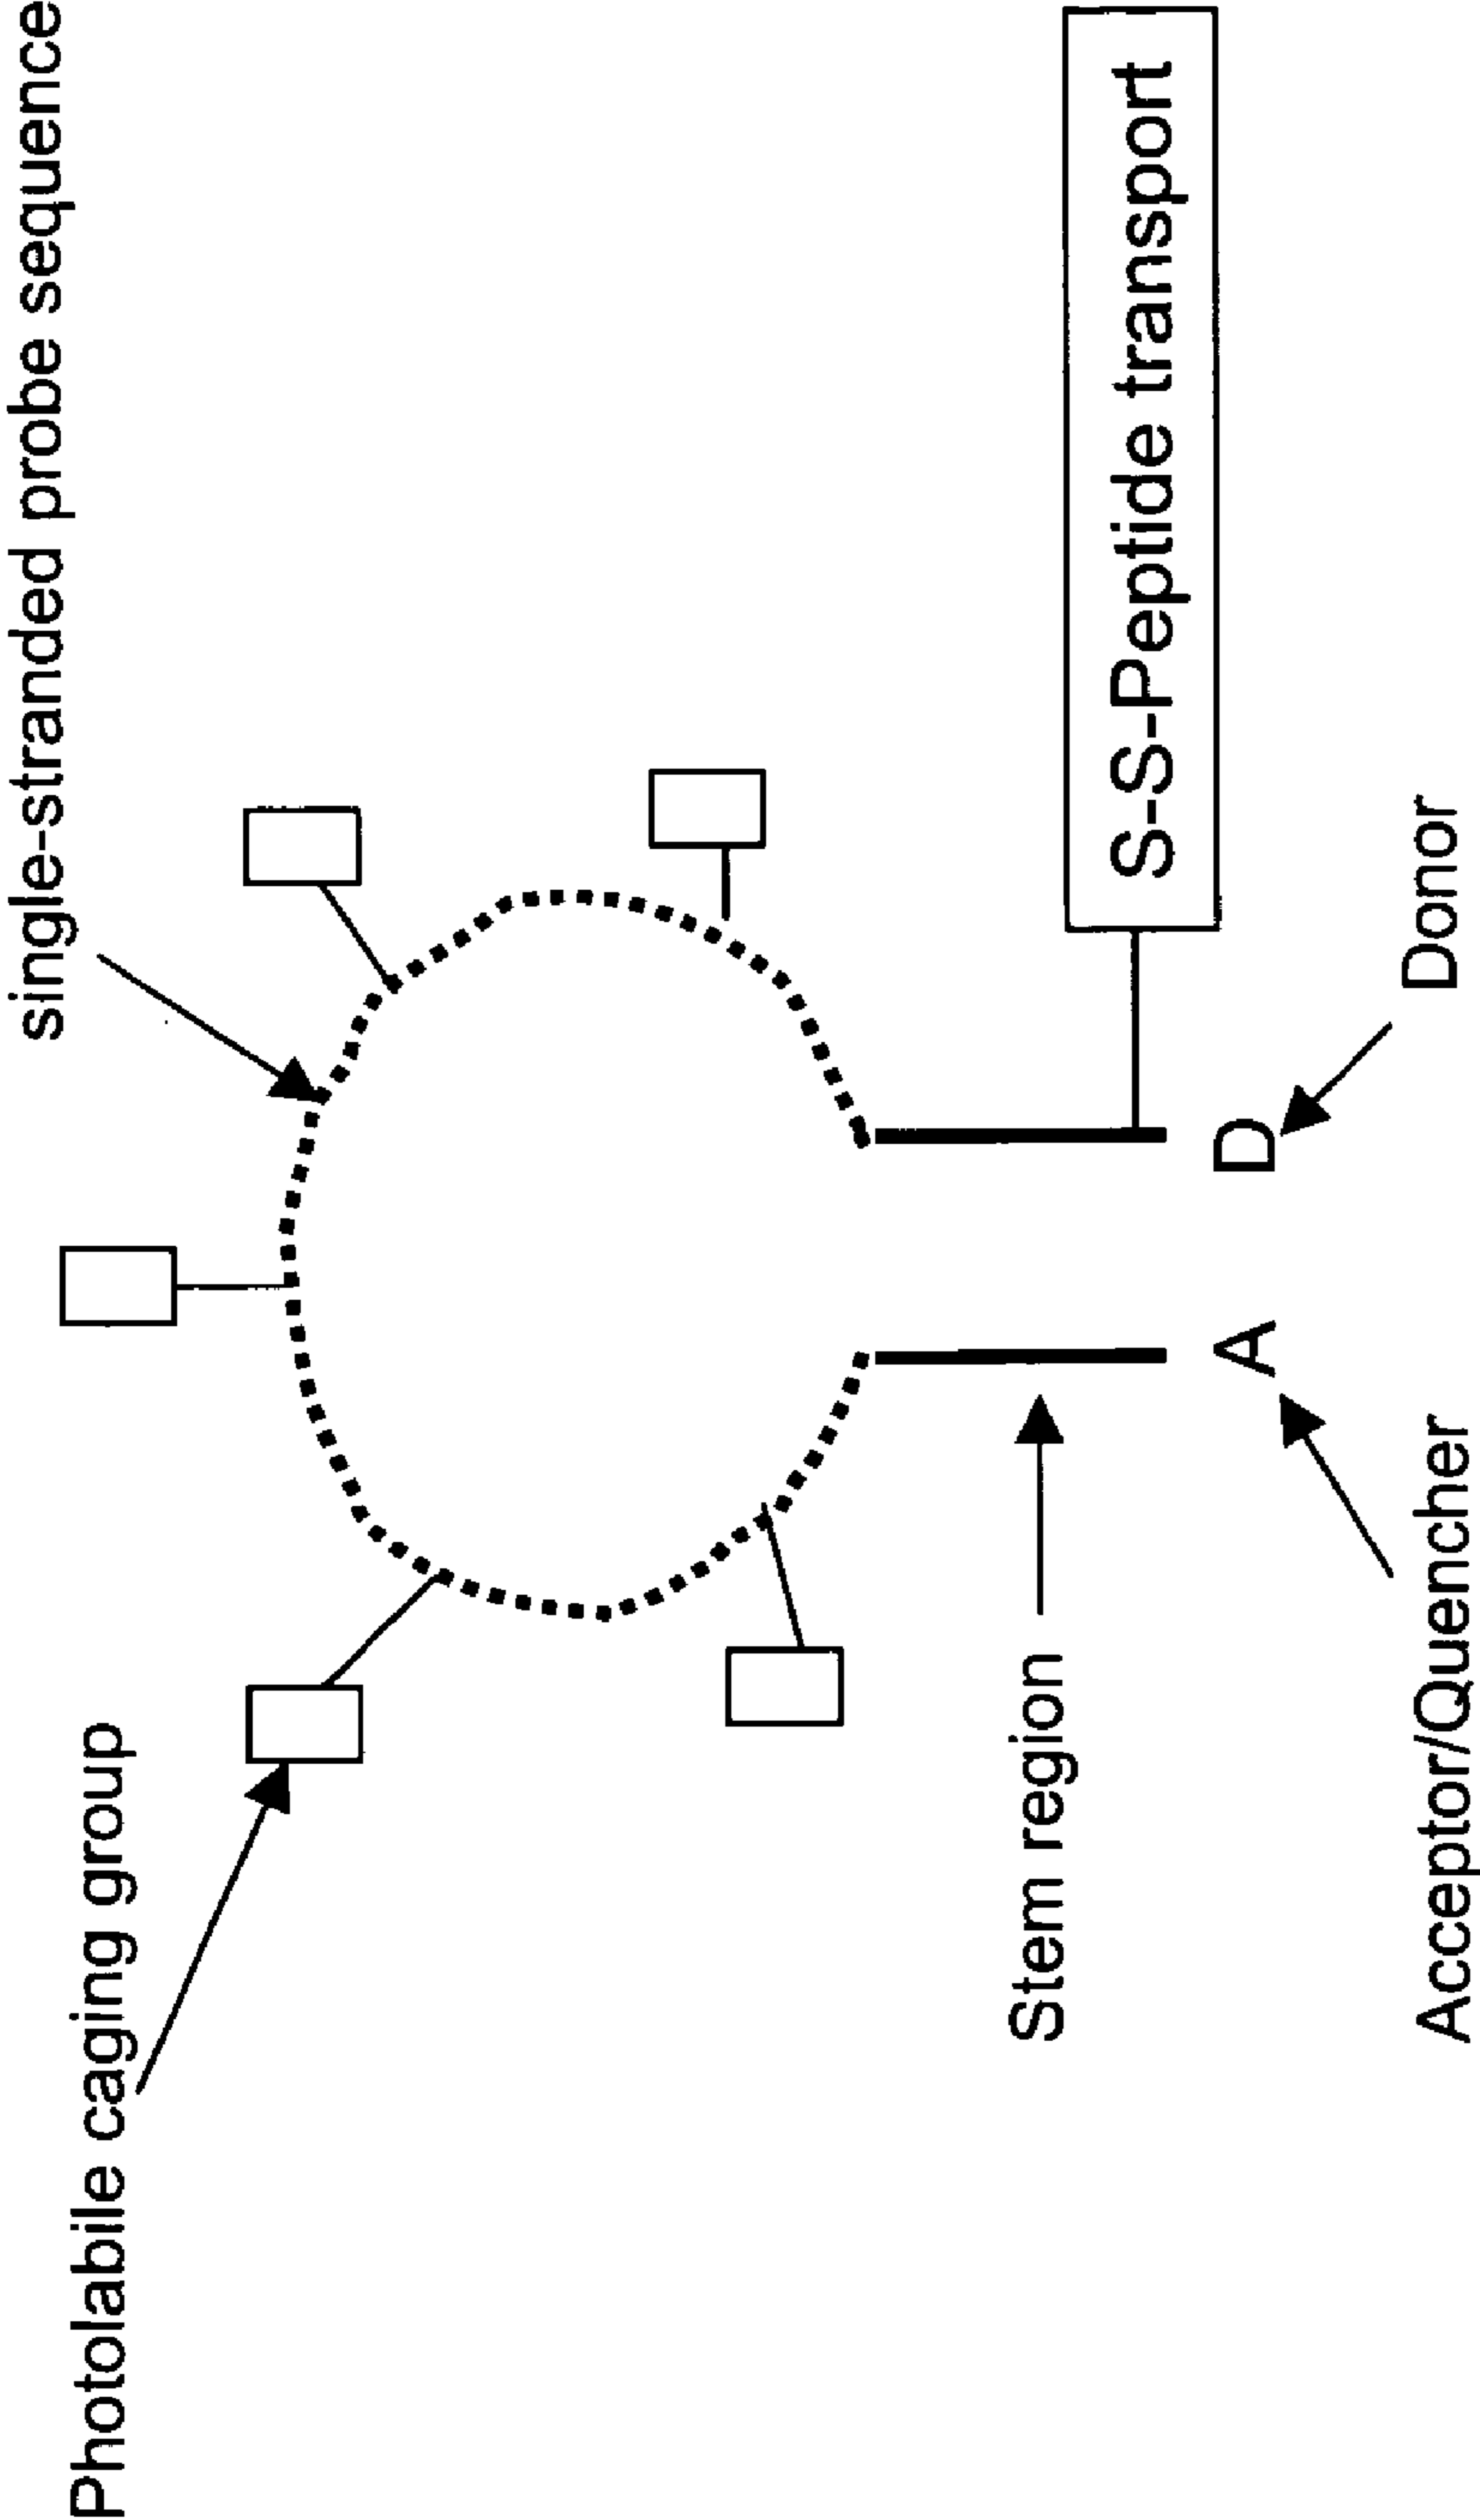 single-stranded probe sequence
Photolabile caging group
Stem region
S-S-Peptide transport
A
D
Acceptor/Quencher
Donor